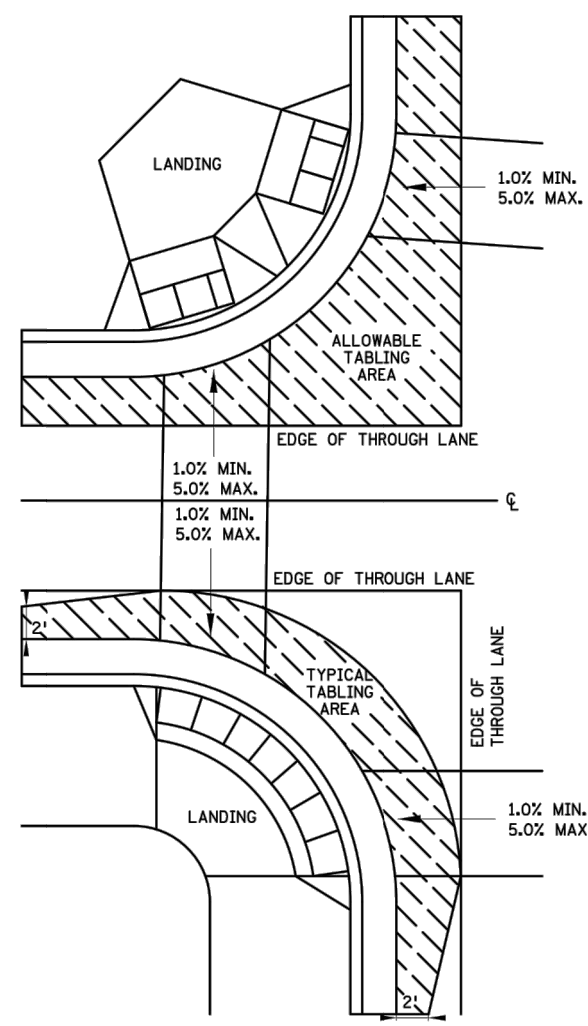 LANDING
1.0% MIN.
5.0% MAX.
ALLOWABLE
TABLING
AREA
EDGE OF THROUGH LANE
1.0% MIN.
5.0% MAX.
℄
1.0% MIN.
5.0% MAX.
EDGE OF THROUGH LANE
2'
TYPICAL
TABLING
AREA
EDGE OF
THROUGH LANE
LANDING
1.0% MIN.
5.0% MAX
2'